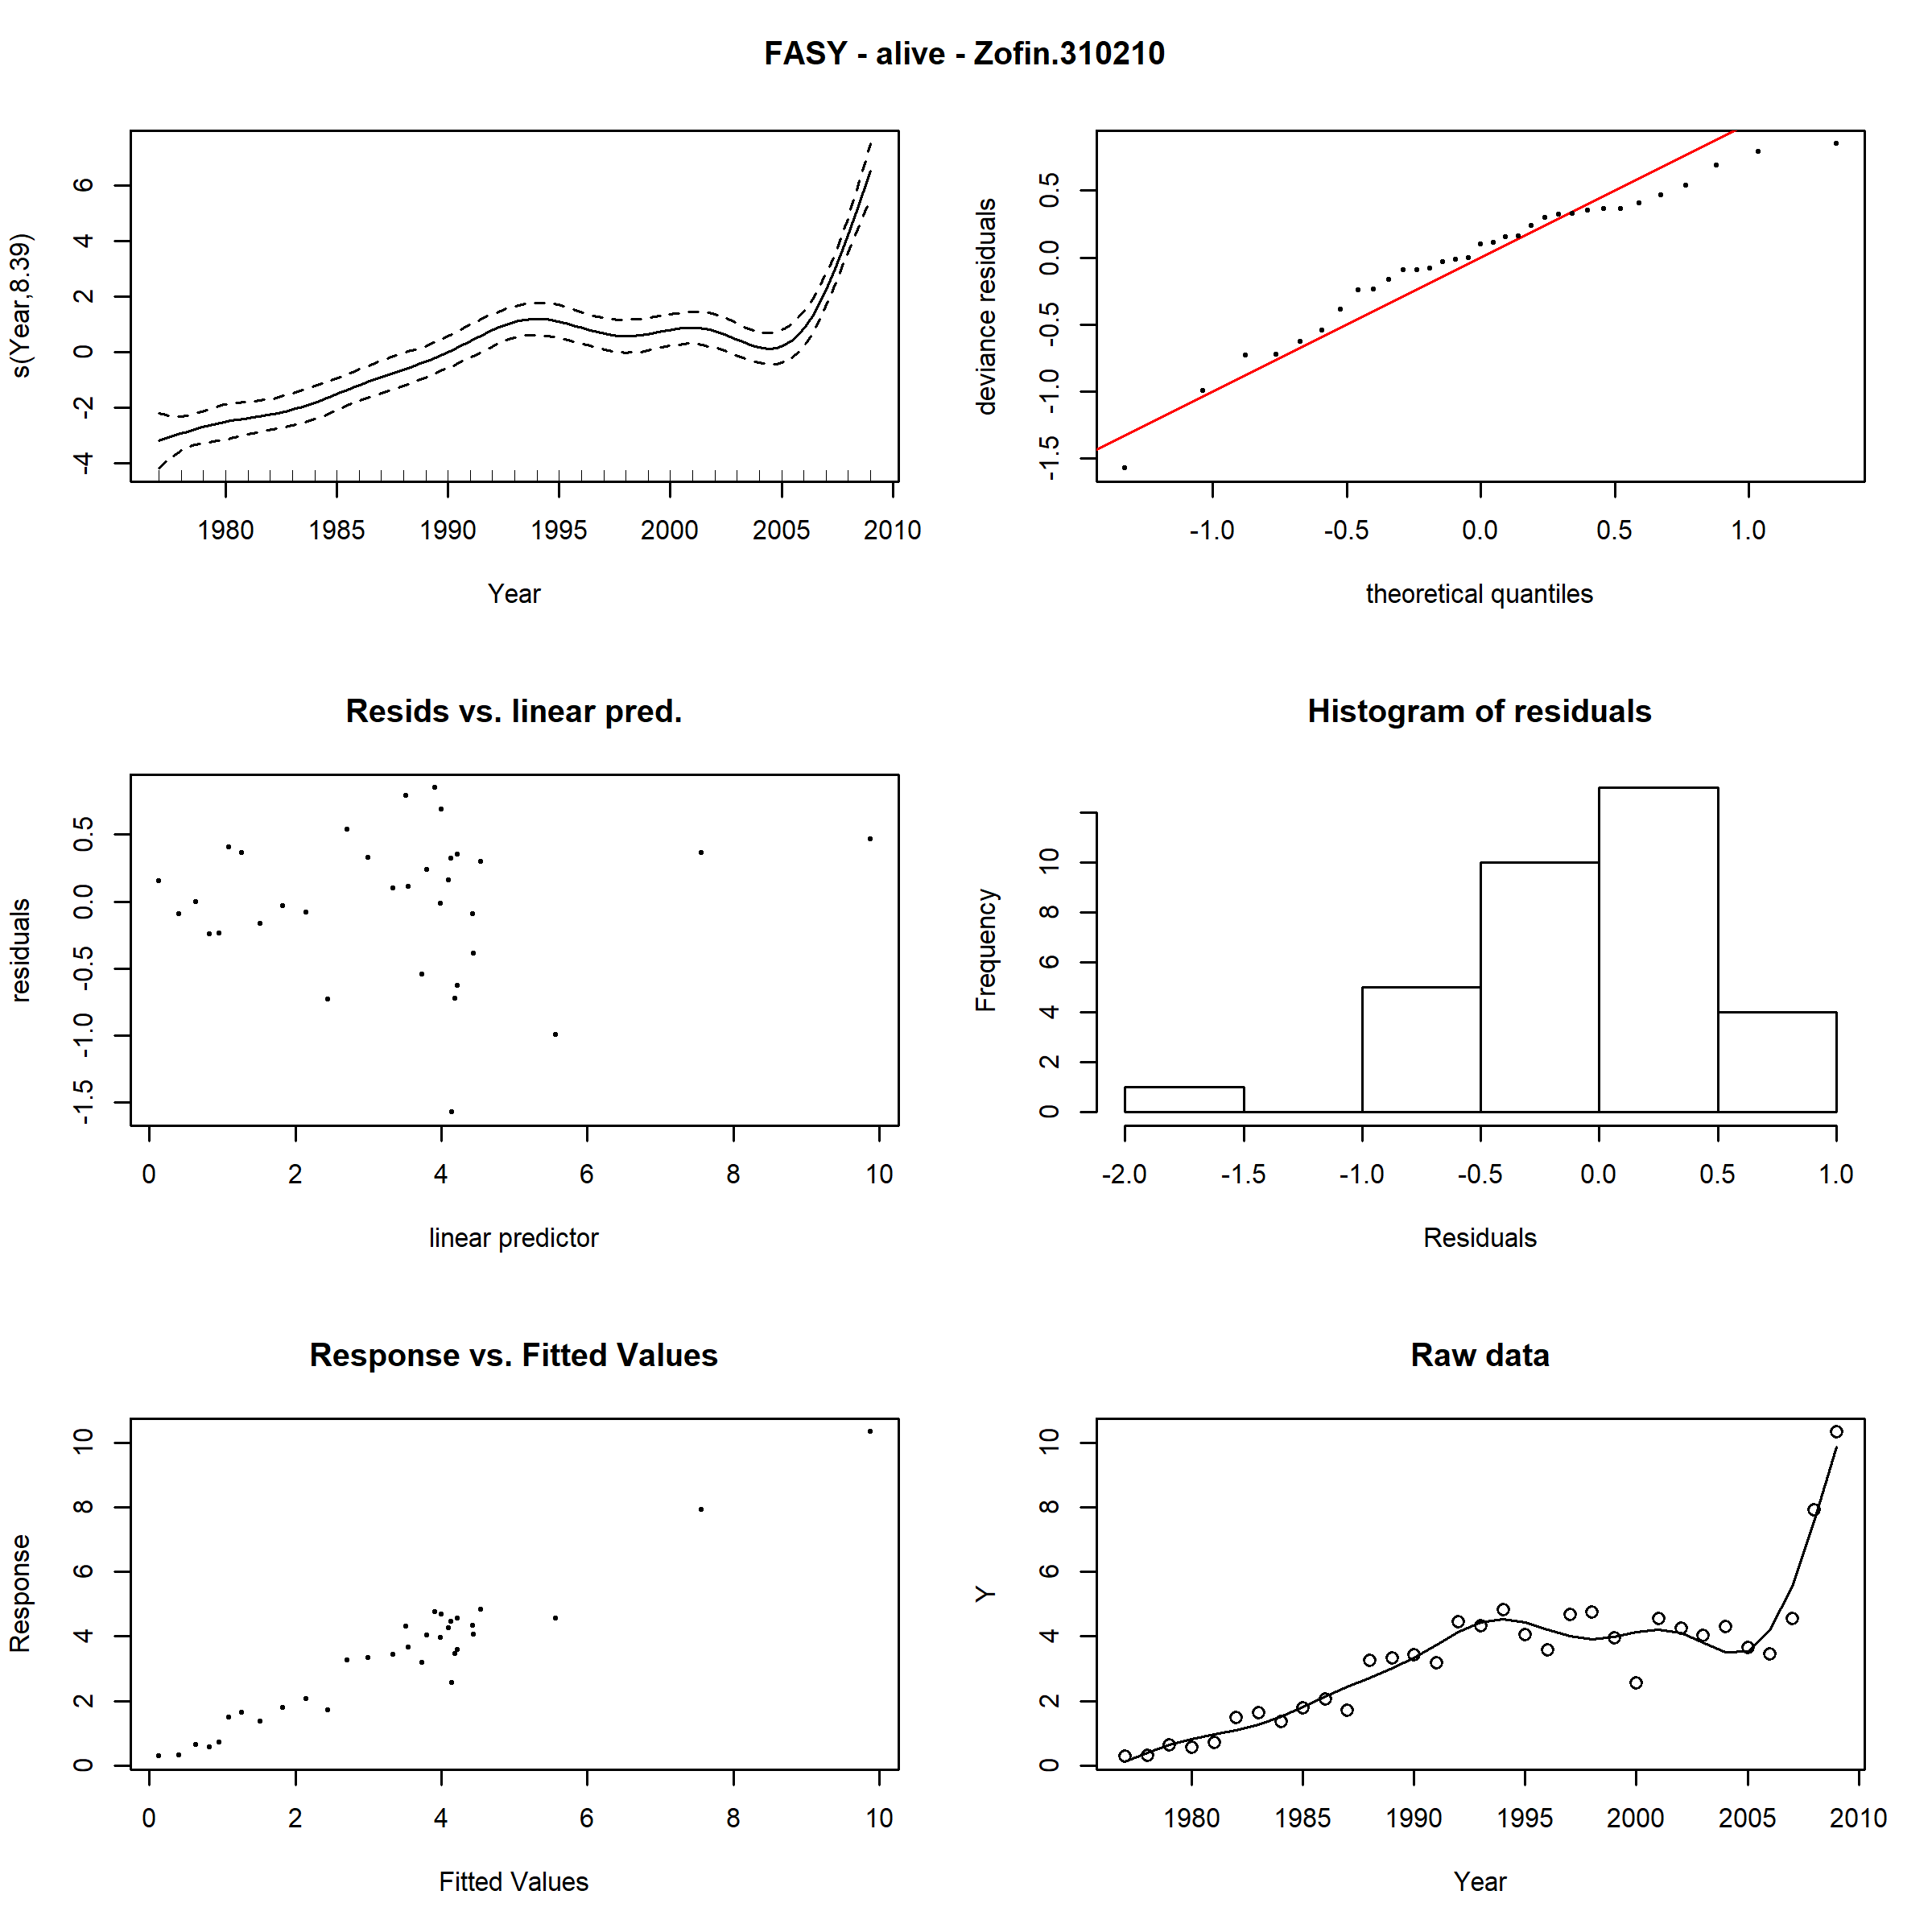 FASY - alive - Zofin.310210
s(Year,8.39)
6
4
2
0
-2
-4
1980 1985 1990 1995 2000 2005 2010
Year
deviance residuals
0.5
0.0
-0.5
-1.0
-1.5
-1.0 -0.5 0.0 0.5 1.0
theoretical quantiles
Resids vs. linear pred.
residuals
0.5
0.0
-0.5
-1.0
-1.5
0 2 4 6 8 10
linear predictor
Histogram of residuals
Frequency
10
8
6
4
2
0
-2.0 -1.5 -1.0 -0.5 0.0 0.5 1.0
Residuals
Response vs. Fitted Values
Response
10
8
6
4
2
0
0 2 4 6 8 10
Fitted Values
Raw data
Y
10
8
6
4
2
0
1980 1985 1990 1995 2000 2005 2010
Year